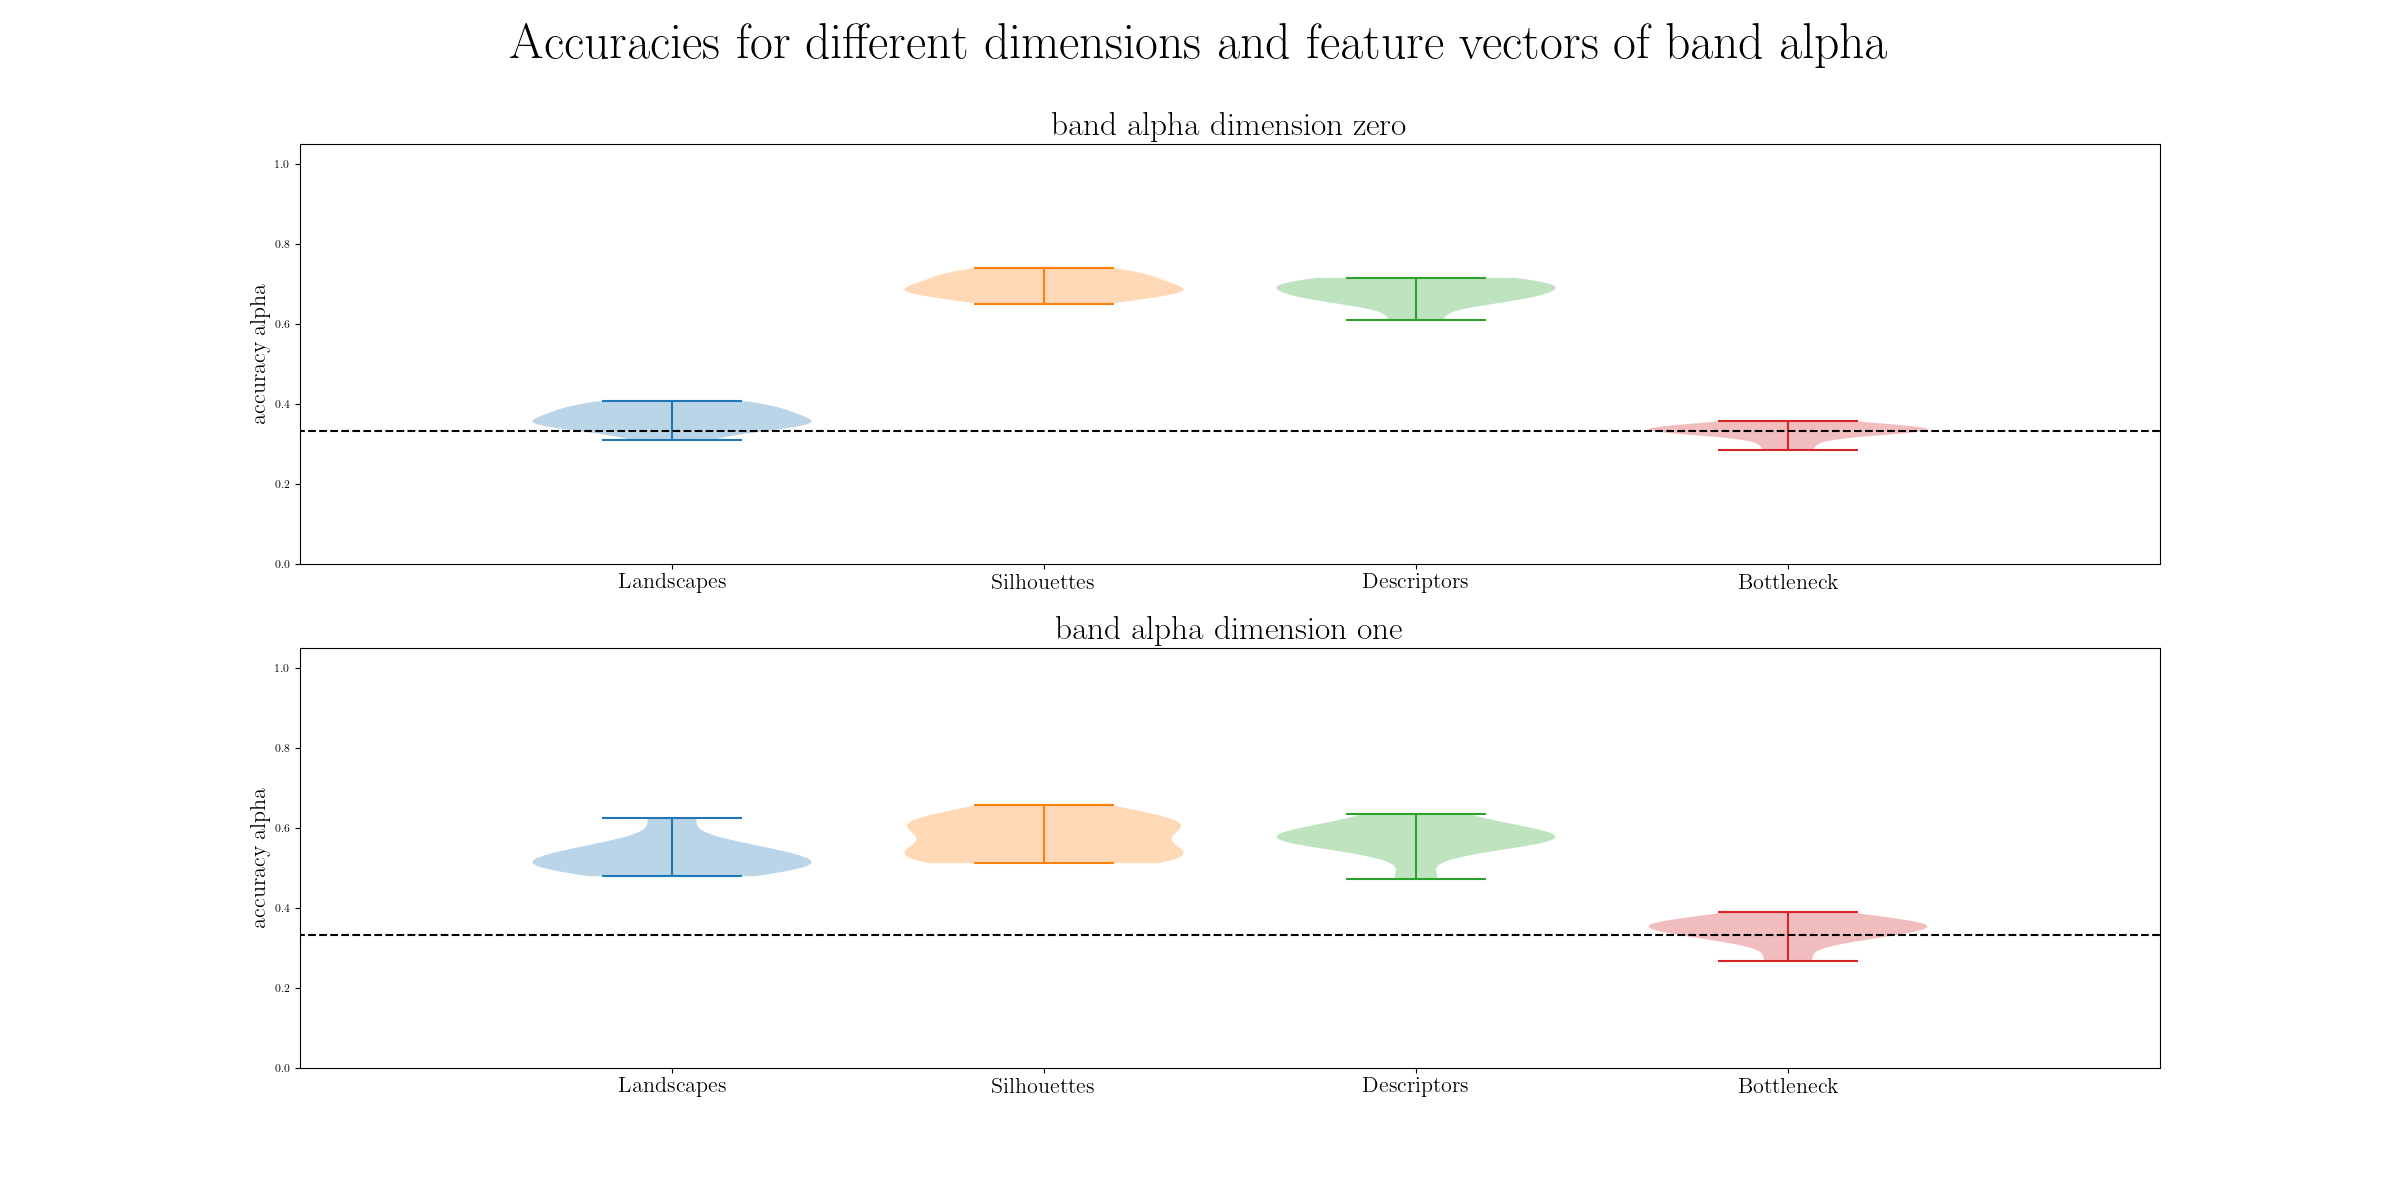 Accuracies for different dimensions and feature vectors of band alpha
band alpha dimension zero
1.0
0.8
0.6
0.4
0.2
0.0
accuracy alpha
Landscapes Silhouettes Descriptors Bottleneck
band alpha dimension one
1.0
0.8
0.6
0.4
0.2
0.0
accuracy alpha
Landscapes Silhouettes Descriptors Bottleneck